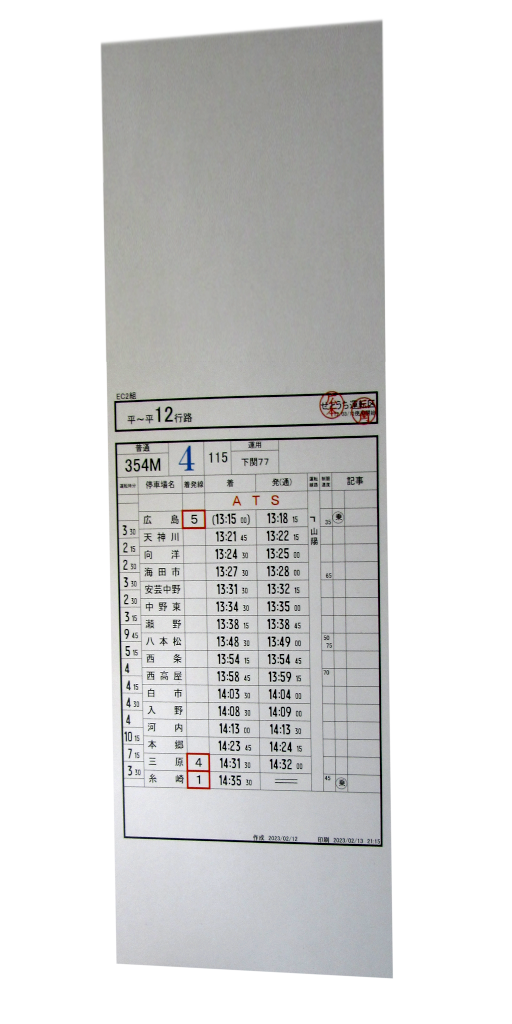 EC2組
平～平12行路
せとうち運転区
普通 運用
354M 4 115 下関77
運転時分 停車場名 着発線 着 発(通) 運転線路 制限速度 記事
ATS
広島 5 (13:15 00) 13:18 15 山陽 35 乗
3 30
天神川 13:21 45 13:22 15
2 15
向洋 13:24 30 13:25 00
2 30
海田市 13:27 30 13:28 00 65
3 30
安芸中野 13:31 30 13:32 15
2 30
中野東 13:34 30 13:35 00
3 15
瀬野 13:38 15 13:38 45
9 45
八本松 13:48 30 13:49 00 50 75
5 15
西条 13:54 15 13:54 45
4
西高屋 13:58 45 13:59 15 70
4 15
白市 14:03 30 14:04 00
4 30
入野 14:08 30 14:09 00
4
河内 14:13 00 14:13 30
10 15
本郷 14:23 45 14:24 15
7 15
三原 4 14:31 30 14:32 00
3 30
糸崎 1 14:35 30 45 乗
作成 2023/02/12 印刷 2023/02/13 21:15